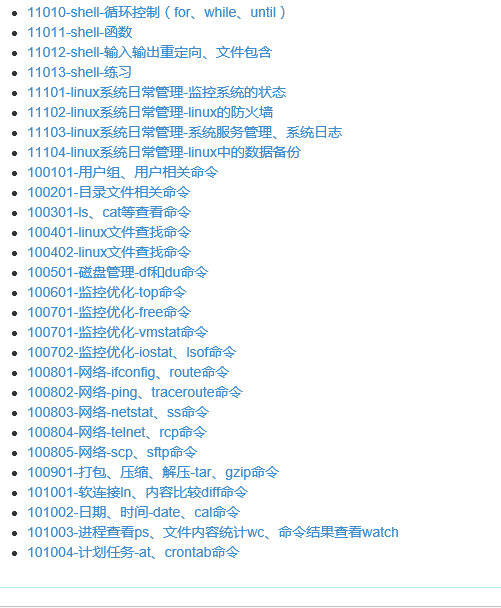 11010-shell-循环控制（for、while、until）
11011-shell-函数
11012-shell-输入输出重定向、文件包含
11013-shell-练习
11101-linux系统日常管理-监控系统的状态
11102-linux系统日常管理-linux的防火墙
11103-linux系统日常管理-系统服务管理、系统日志
11104-linux系统日常管理-linux中的数据备份
100101-用户组、用户相关命令
100201-目录文件相关命令
100301-ls、cat等查看命令
100401-linux文件查找命令
100402-linux文件查找命令
100501-磁盘管理-df和du命令
100601-监控优化-top命令
100701-监控优化-free命令
100701-监控优化-vmstat命令
100702-监控优化-iostat、lsof命令
100801-网络-ifconfig、route命令
100802-网络-ping、traceroute命令
100803-网络-netstat、ss命令
100804-网络-telnet、rcp命令
100805-网络-scp、sftp命令
100901-打包、压缩、解压-tar、gzip命令
101001-软连接ln、内容比较diff命令
101002-日期、时间-date、cal命令
101003-进程查看ps、文件内容统计wc、命令结果查看watch
101004-计划任务-at、crontab命令